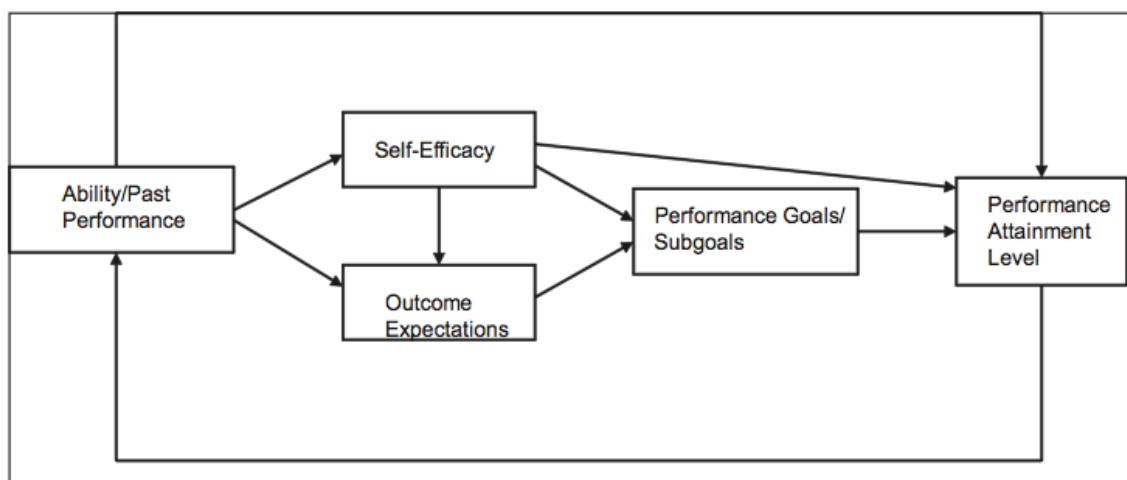 Self-Efficacy
Ability/Past
Performance
Performance Goals/
Subgoals
Performance
Attainment
Level
Outcome
Expectations